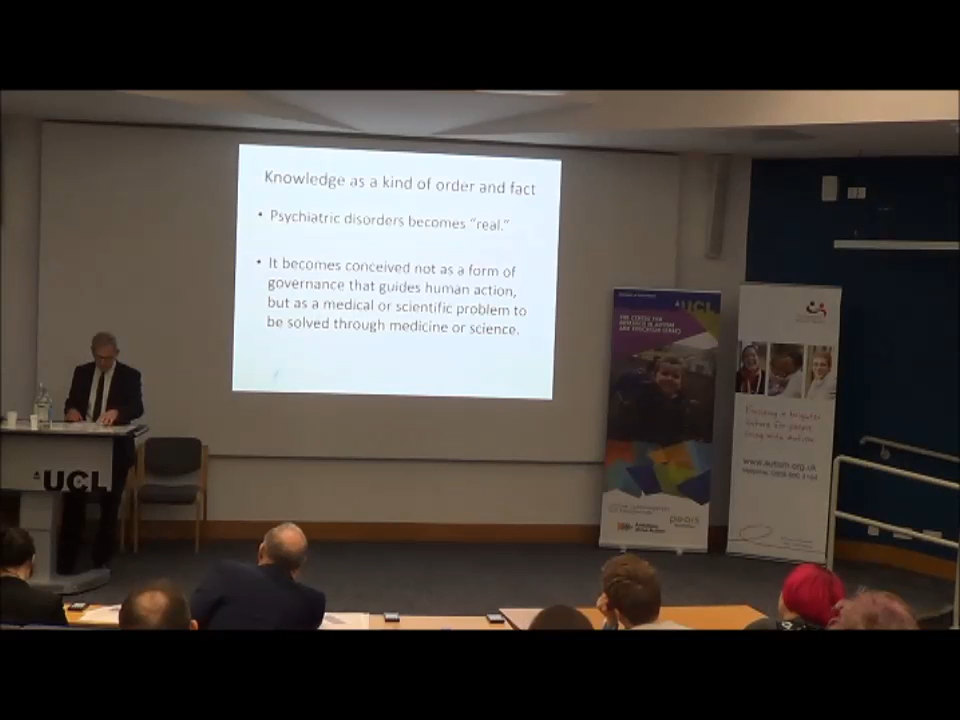 Knowledge as a kind of order and fact
• Psychiatric disorders becomes “real.”
• It becomes conceived not as a form of
governance that guides human action,
but as a medical or scientific problem to
be solved through medicine or science.
UCL
UCL
www.autism.org.uk